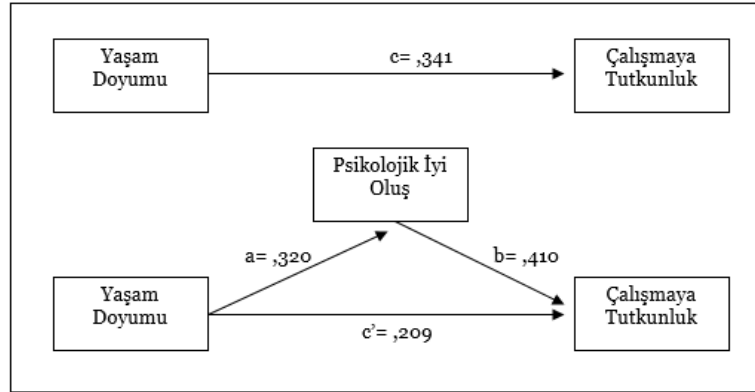 Yaşam
Doyumu
c= ,341
Çalışmaya
Tutkunluk
Psikolojik İyi
Oluş
a= ,320
b= ,410
Yaşam
Doyumu
c’= ,209
Çalışmaya
Tutkunluk